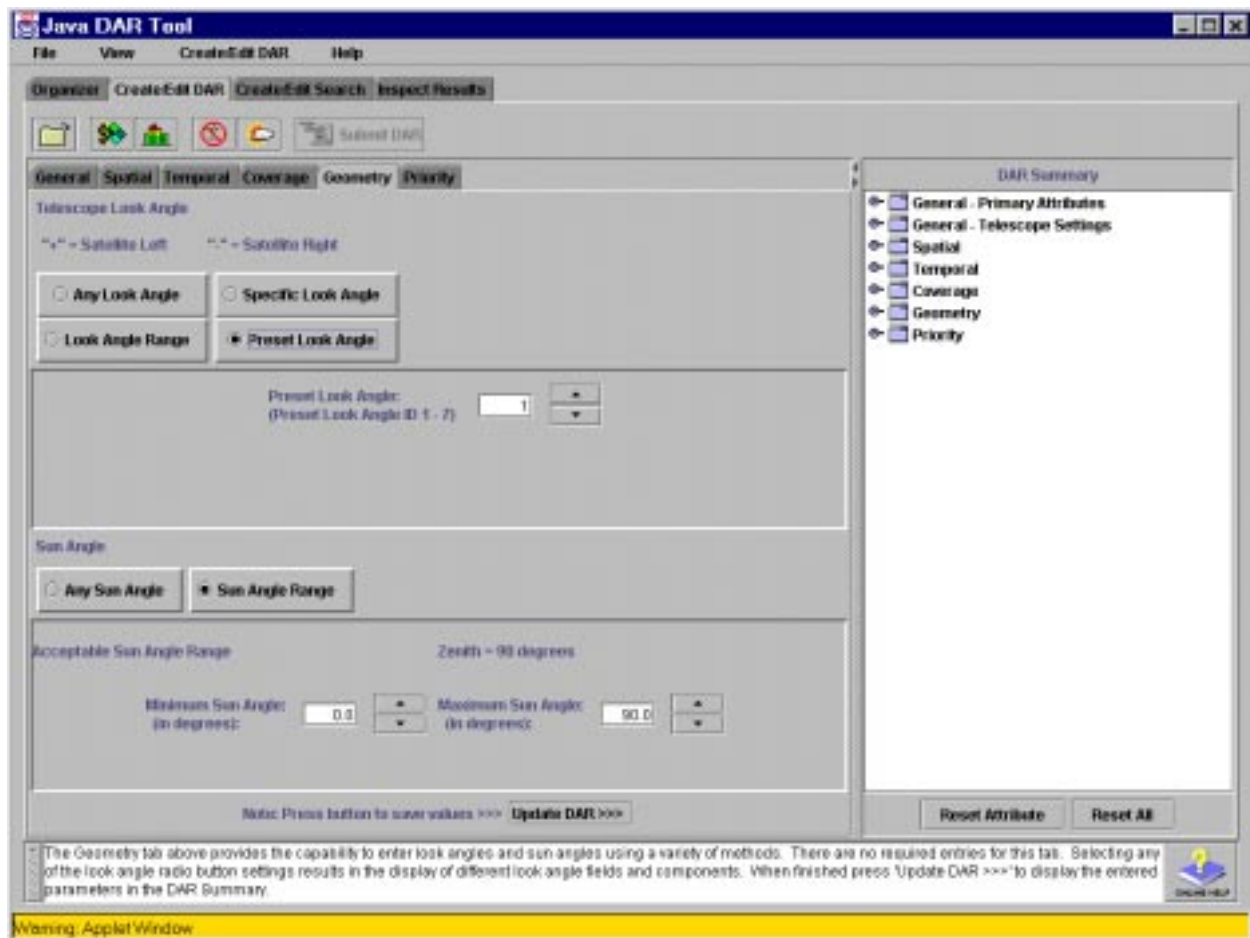 Java DAR Tool
File View Create/Edit DAR Help
Organizer Create/Edit DAR Create/Edit Search Inspect Results
Submit DAR
General Spatial Temporal Coverage Geometry Priority
Telescope Look Angle
"+" = Satellite Left "-" = Satellite Right
Any Look Angle Specific Look Angle
Look Angle Range Preset Look Angle
Preset Look Angle: 1
(Preset Look Angle ID 1 - 7)
Sun Angle
Any Sun Angle Sun Angle Range
Acceptable Sun Angle Range Zenith = 90 degrees
Minimum Sun Angle: 0.0 Maximum Sun Angle: 90.0
(in degrees): (in degrees):
Note: Press button to save values >>> Update DAR >>>
DAR Summary
General - Primary Attributes
General - Telescope Settings
Spatial
Temporal
Coverage
Geometry
Priority
Reset Attribute Reset All
The Geometry tab above provides the capability to enter look angles and sun angles using a variety of methods. There are no required entries for this tab. Selecting any
of the look angle radio button settings results in the display of different look angle fields and components. When finished press 'Update DAR >>>' to display the entered
parameters in the DAR Summary.
ONLINE HELP
Warning: Applet Window